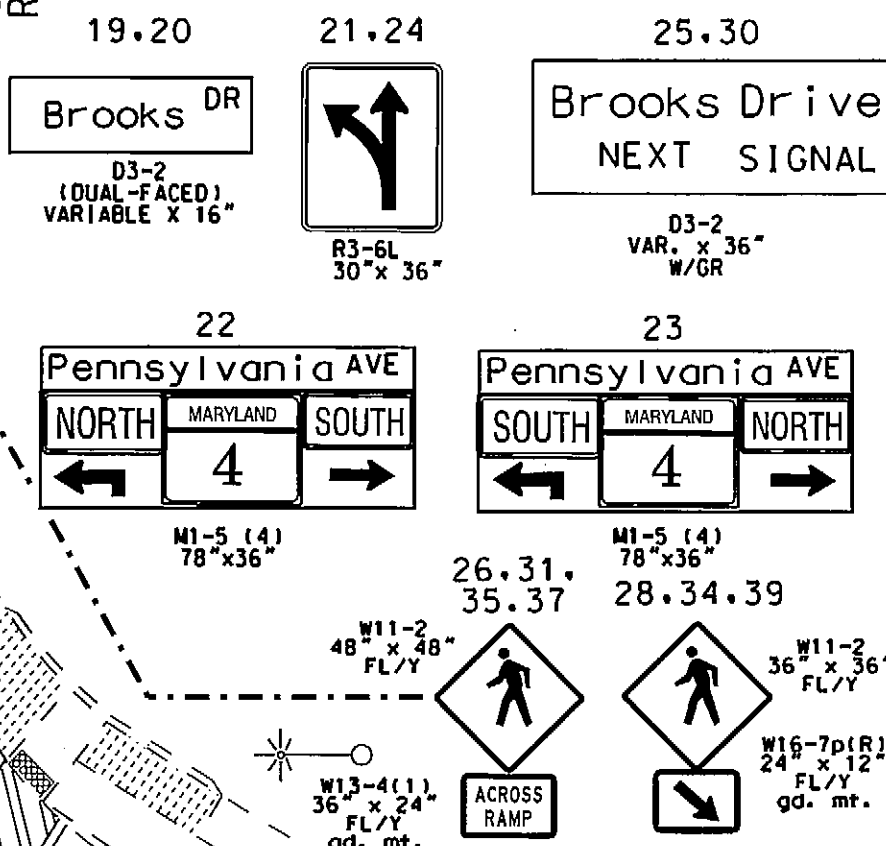 R
19.20
21.24
25.30
Brooks DR
D3-2
(DUAL-FACED)
VARIABLE X 16"
R3-6L
30"x 36"
Brooks Drive
NEXT SIGNAL
D3-2
VAR. x 36"
W/GR
22
23
Pennsylvania AVE
NORTH
MARYLAND
4
SOUTH
M1-5 (4)
78"x36"
Pennsylvania AVE
SOUTH
MARYLAND
4
NORTH
M1-5 (4)
78"x36"
26.31.
35.37
28.34.39
W11-2
48" x 48"
FL/Y
W11-2
36" x 36"
FL/Y
W13-4(1)
36" x 24"
FL/Y
gd. mt.
ACROSS
RAMP
W16-7p(R)
24" x 12"
FL/Y
gd. mt.